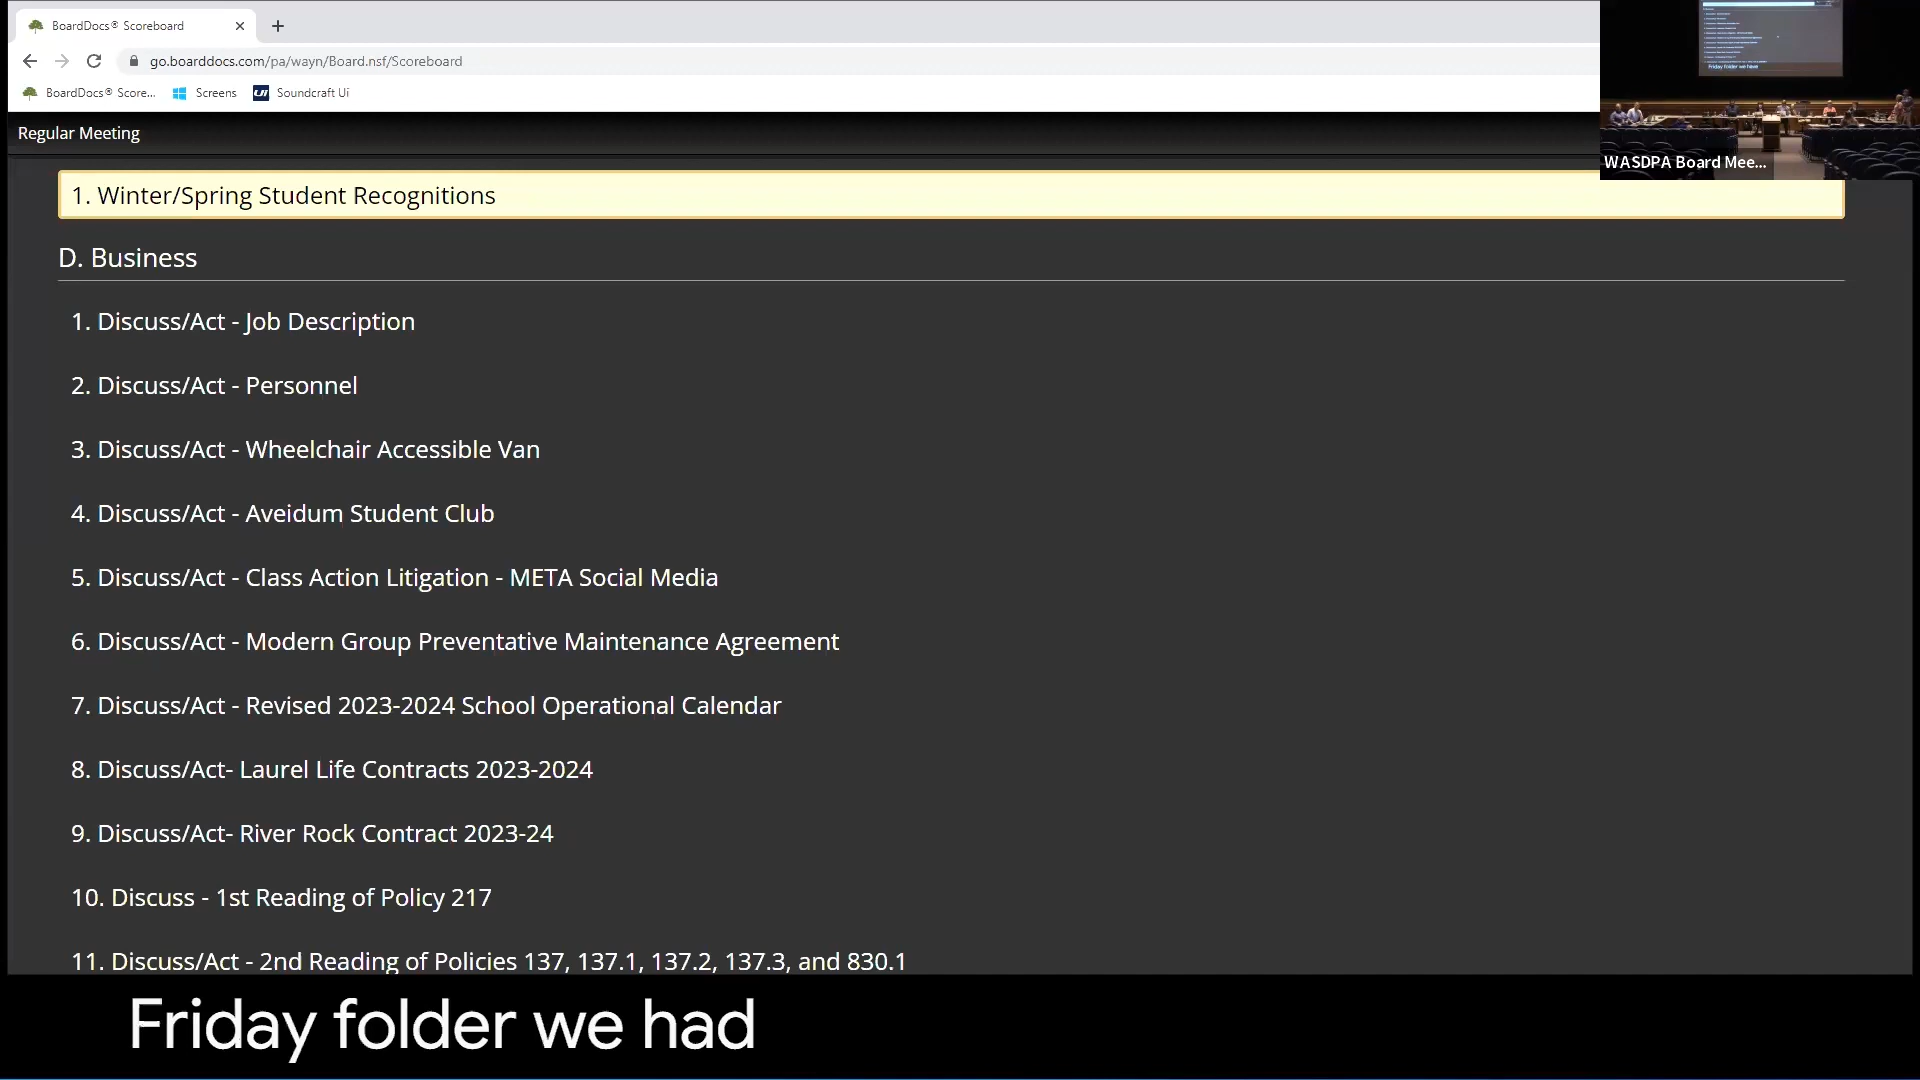 BoardDocs® Scoreboard
go.boarddocs.com/pa/wayn/Board.nsf/Scoreboard
BoardDocs® Score... Screens Soundcraft Ui
Regular Meeting
Friday folder we have
WASDPA Board Mee...
1. Winter/Spring Student Recognitions
D. Business
1. Discuss/Act - Job Description
2. Discuss/Act - Personnel
3. Discuss/Act - Wheelchair Accessible Van
4. Discuss/Act - Aveidum Student Club
5. Discuss/Act - Class Action Litigation - META Social Media
6. Discuss/Act - Modern Group Preventative Maintenance Agreement
7. Discuss/Act - Revised 2023-2024 School Operational Calendar
8. Discuss/Act- Laurel Life Contracts 2023-2024
9. Discuss/Act- River Rock Contract 2023-24
10. Discuss - 1st Reading of Policy 217
11. Discuss/Act - 2nd Reading of Policies 137, 137.1, 137.2, 137.3, and 830.1
Friday folder we had